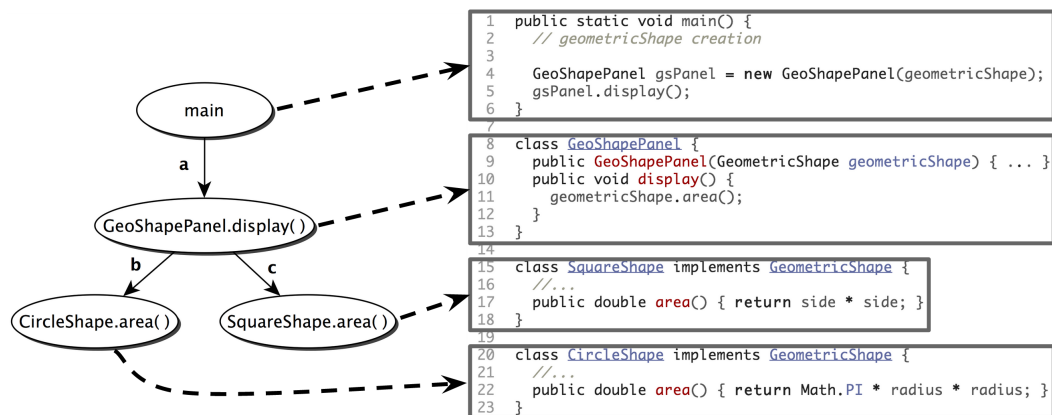 main
a
GeoShapePanel.display( )
b
c
CircleShape.area( )
SquareShape.area( )
1 public static void main() {
2 // geometricShape creation
3
4 GeoShapePanel gsPanel = new GeoShapePanel(geometricShape);
5 gsPanel.display();
6 }
7
8 class GeoShapePanel {
9 public GeoShapePanel(GeometricShape geometricShape) { ... }
10 public void display() {
11 geometricShape.area();
12 }
13 }
14
15 class SquareShape implements GeometricShape {
16 //...
17 public double area() { return side * side; }
18 }
19
20 class CircleShape implements GeometricShape {
21 //...
22 public double area() { return Math.PI * radius * radius; }
23 }